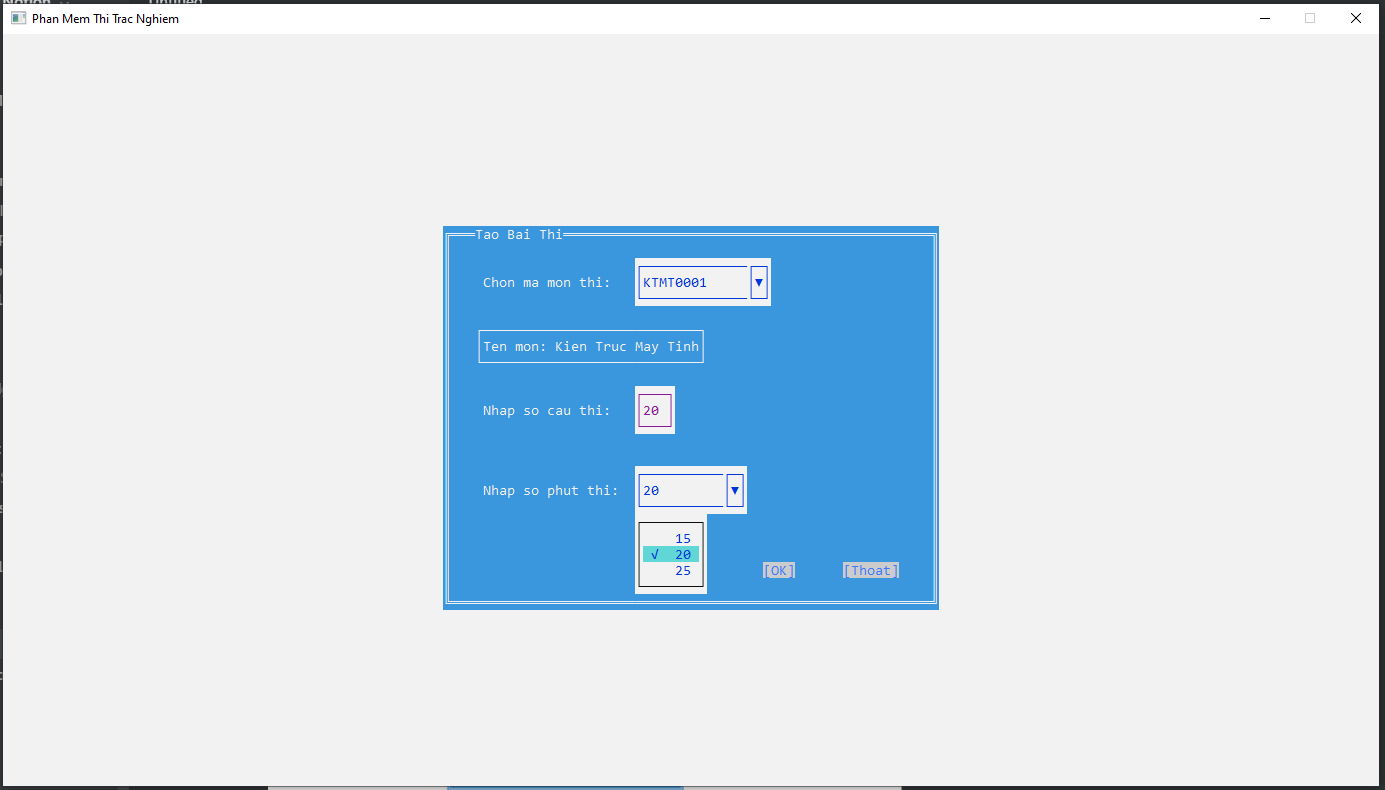 Phan Mem Thi Trac Nghiem
Tao Bai Thi
Chon ma mon thi: KTMT0001 ▼
Ten mon: Kien Truc May Tinh
Nhap so cau thi: 20
Nhap so phut thi: 20 ▼
15
√ 20
25 [OK] [Thoat]